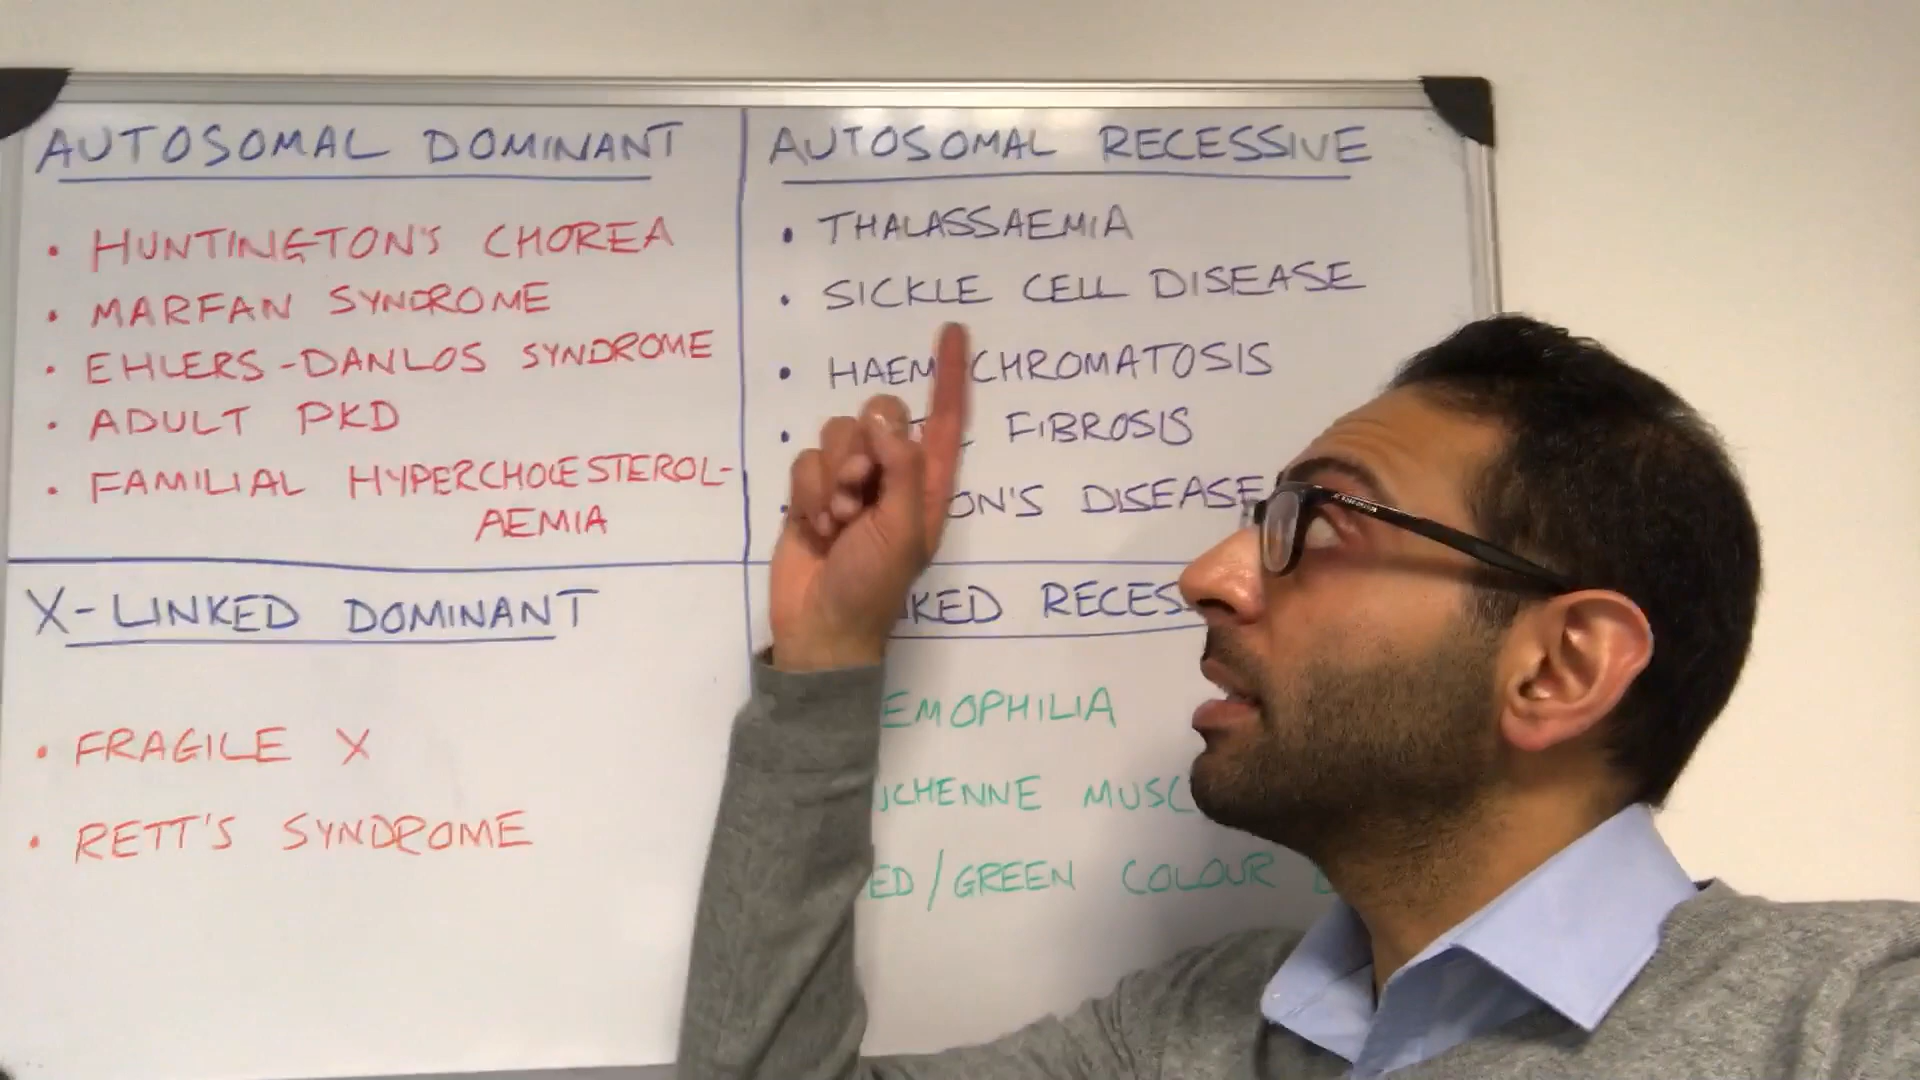 AUTOSOMAL DOMINANT
• HUNTINGTON'S CHOREA
• MARFAN SYNDROME
• EHLERS-DANLOS SYNDROME
• ADULT PKD
• FAMILIAL HYPERCHOLESTEROL-
AEMIA
AUTOSOMAL RECESSIVE
• THALASSAEMIA
• SICKLE CELL DISEASE
• HAEM CHROMATOSIS
• FIBROSIS
ON'S DISEASE
X-LINKED DOMINANT
• FRAGILE X
• RETT'S SYNDROME
KED RECESS
EMOPHILIA
UCHENNE MUSC
ED/GREEN COLOUR